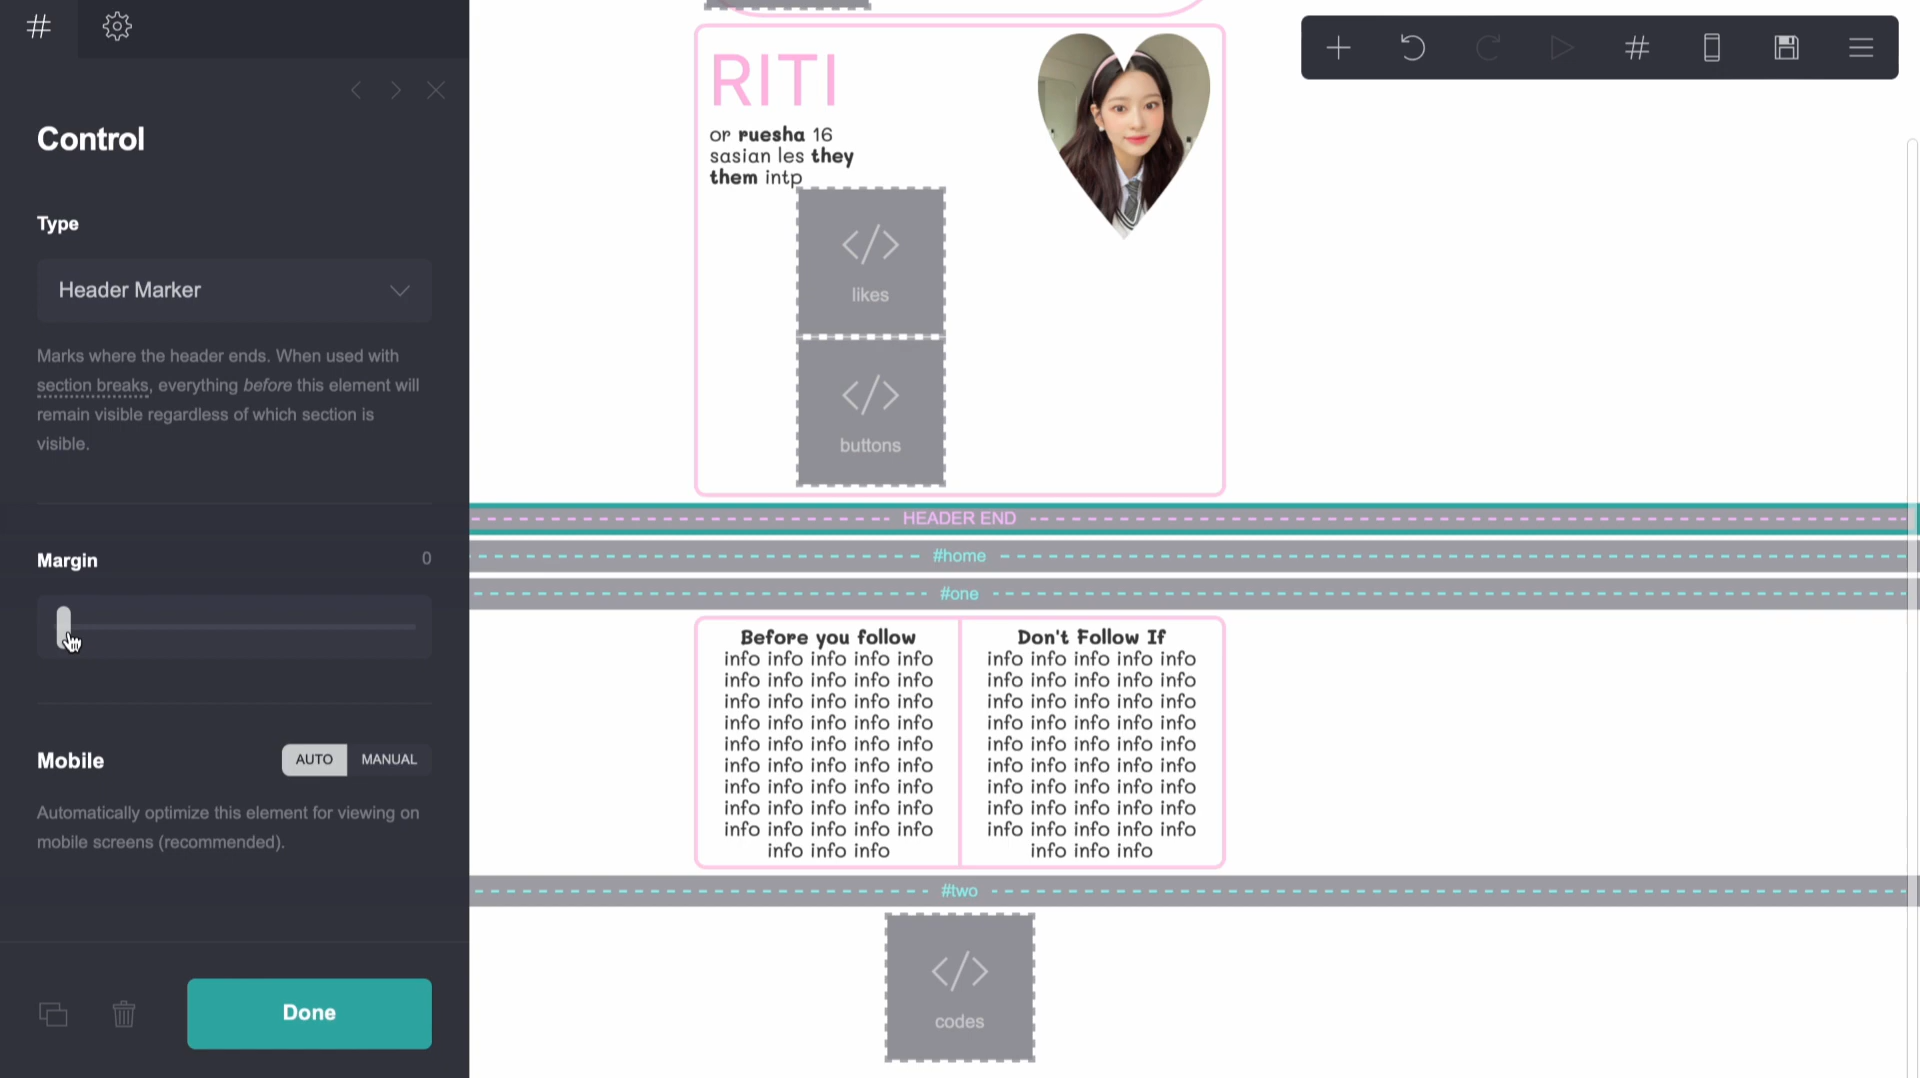 Control
Type
Header Marker
Marks where the header ends. When used with
section breaks, everything before this element will
remain visible regardless of which section is
visible.
Margin
0
Mobile
AUTO
MANUAL
Automatically optimize this element for viewing on
mobile screens (recommended).
Done
RITI
or ruesha 16
sasian les they
them intp
</>
likes
</>
buttons
HEADER END
#home
#one
Before you follow
info info info info info
info info info info info
info info info info info
info info info info info
info info info info info
info info info info info
info info info info info
info info info info info
info info info info info
info info info
Don't Follow If
info info info info info
info info info info info
info info info info info
info info info info info
info info info info info
info info info info info
info info info info info
info info info info info
info info info info info
info info info
#two
</>
codes